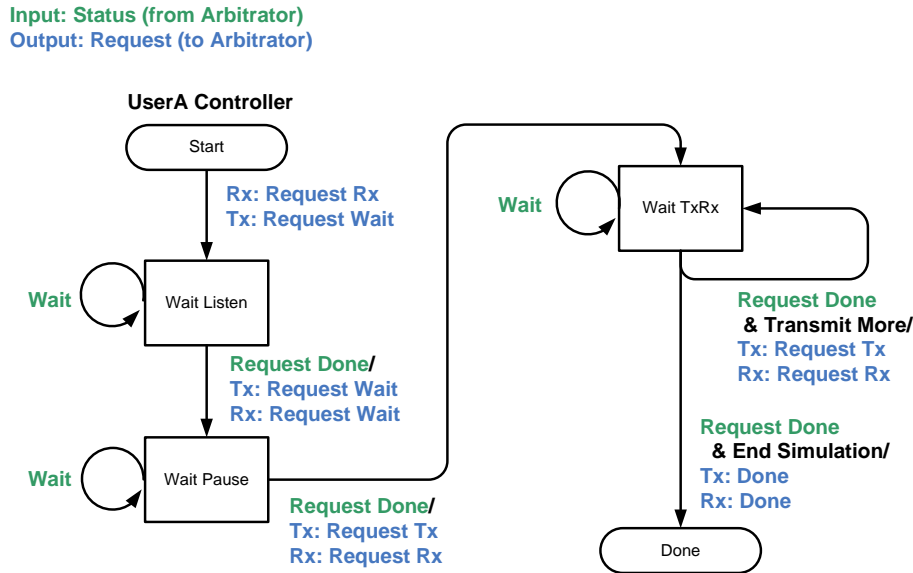 Input: Status (from Arbitrator)
Output: Request (to Arbitrator)
UserA Controller
Start
Rx: Request Rx
Tx: Request Wait
Wait
Wait Listen
Request Done/
Tx: Request Wait
Rx: Request Wait
Wait
Wait Pause
Request Done/
Tx: Request Tx
Rx: Request Rx
Wait
Wait TxRx
Request Done
& Transmit More/
Tx: Request Tx
Rx: Request Rx
Request Done
& End Simulation/
Tx: Done
Rx: Done
Done